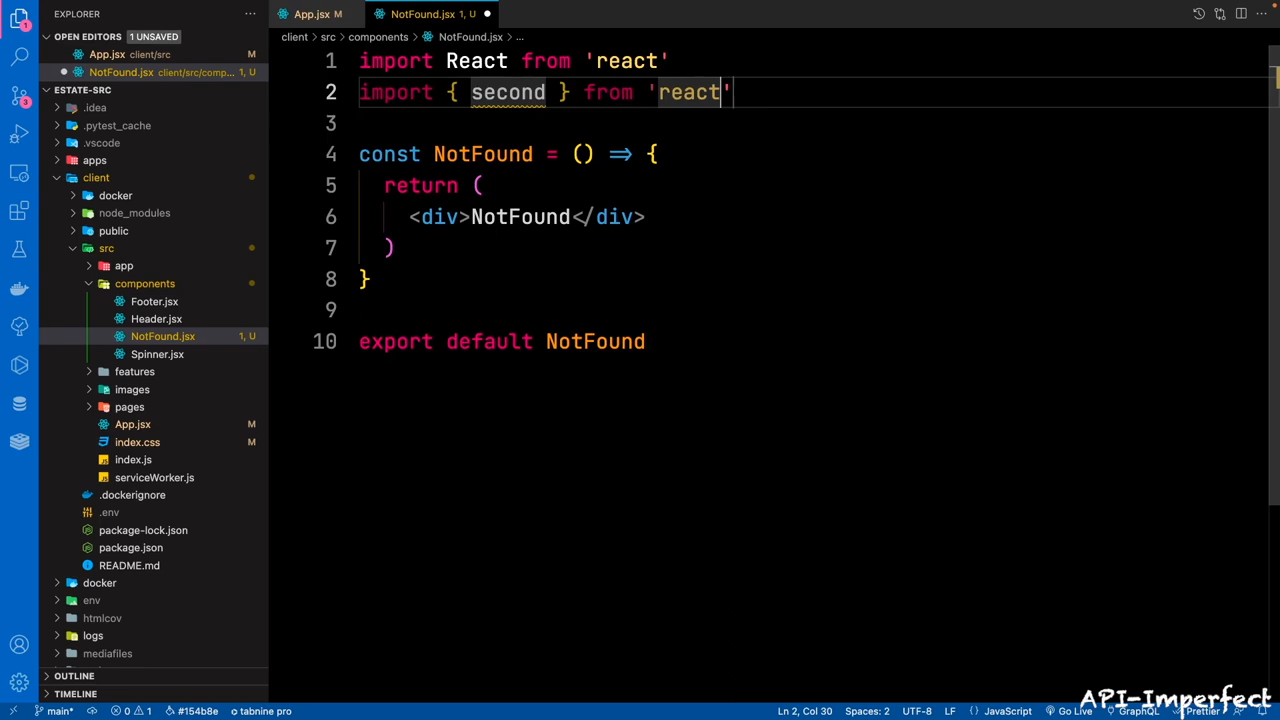 EXPLORER
App.jsx M
NotFound.jsx 1, U
OPEN EDITORS 1 UNSAVED
App.jsx client/src M
NotFound.jsx client/src/comp... 1, U
client > src > components > NotFound.jsx > ...
ESTATE-SRC
.idea
.pytest_cache
.vscode
apps
client
docker
node_modules
public
src
app
components
Footer.jsx
Header.jsx
NotFound.jsx 1, U
Spinner.jsx
features
images
pages
App.jsx M
index.css M
index.js
serviceWorker.js
.dockerignore
.env
package-lock.json
package.json
README.md
docker
env
htmlcov
logs
mediafiles
OUTLINE
TIMELINE
1 import React from 'react'
2 import { second } from 'react'
3
4 const NotFound = () => {
5 return (
6 <div>NotFound</div>
7 )
8 }
9
10 export default NotFound
1
3
API-Imperfect
main* 0 1 #154b8e tabnine pro Ln 2, Col 30 Spaces: 2 UTF-8 LF {} JavaScript Go Live GraphQL Prettier